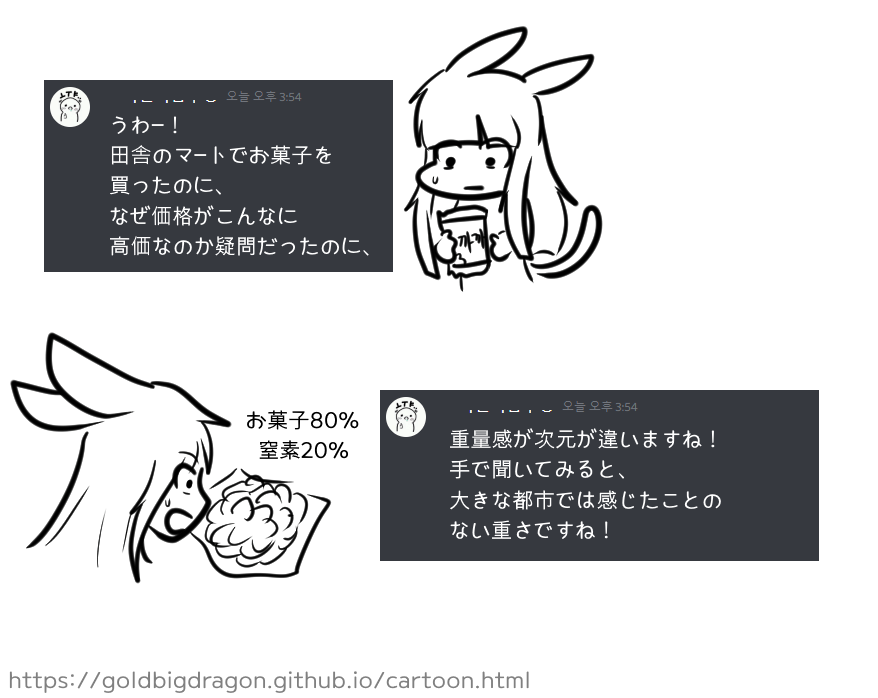 오늘 오후 3:54
うわー！
田舎のマートでお菓子を
買ったのに、
なぜ価格がこんなに
高価なのか疑問だったのに、
까까
お菓子80%
窒素20%
오늘 오후 3:54
重量感が次元が違いますね！
手で聞いてみると、
大きな都市では感じたことの
ない重さですね！
https://goldbigdragon.github.io/cartoon.html